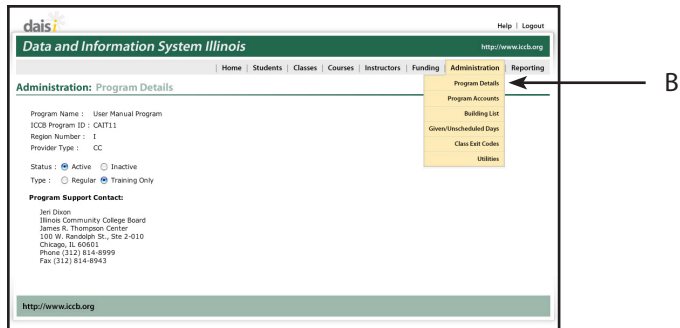 daisi
Help | Logout
Data and Information System Illinois
http://www.iccb.org
| Home | Students | Classes | Courses | Instructors | Funding | Administration | Reporting
Administration: Program Details
Program Details
Program Accounts
Building List
Given/Unscheduled Days
Class Exit Codes
Utilities
B
Program Name : User Manual Program
ICCB Program ID : CAIT11
Region Number : I
Provider Type : CC
Status : Active Inactive
Type : Regular Training Only
Program Support Contact:
Jeri Dixon
Illinois Community College Board
James R. Thompson Center
100 W. Randolph St., Ste 2-010
Chicago, IL 60601
Phone (312) 814-8999
Fax (312) 814-8943
http://www.iccb.org